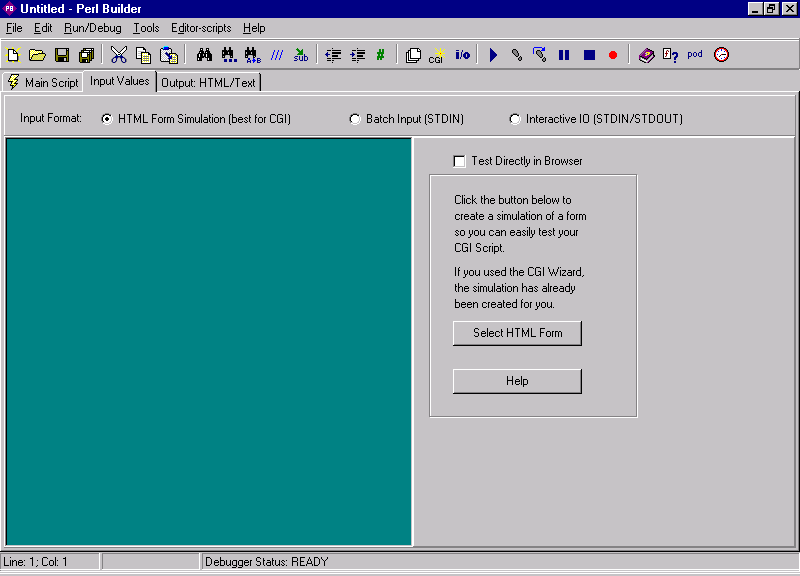 PB Untitled - Perl Builder
File Edit Run/Debug Tools Editor-scripts Help
A→B /// sub # CGI i/o ? pod
Main Script Input Values Output: HTML/Text
Input Format: HTML Form Simulation (best for CGI) Batch Input (STDIN) Interactive IO (STDIN/STDOUT)
Test Directly in Browser
Click the button below to
create a simulation of a form
so you can easily test your
CGI Script.
If you used the CGI Wizard,
the simulation has already
been created for you.
Select HTML Form
Help
Line: 1; Col: 1 Debugger Status: READY